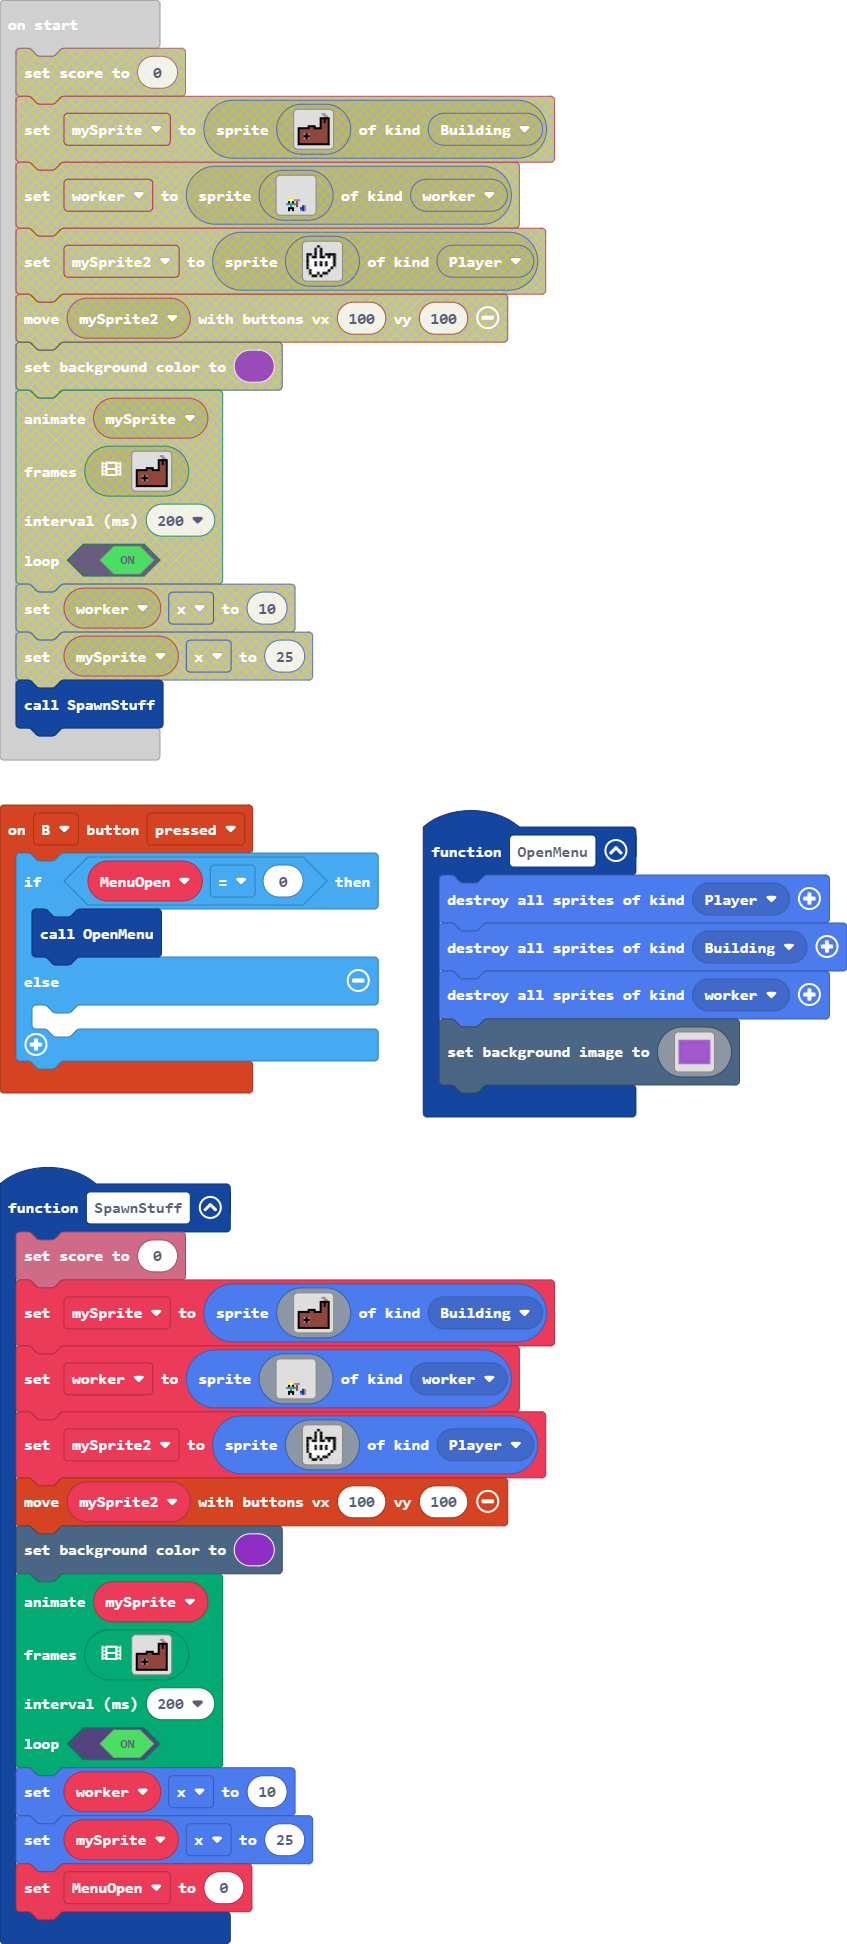 on start
set score to 0
set mySprite to sprite of kind Building
set worker to sprite of kind worker
set mySprite2 to sprite of kind Player
move mySprite2 with buttons vx 100 vy 100
set background color to
animate mySprite
frames
interval (ms) 200
loop ON
set worker x to 10
set mySprite x to 25
call SpawnStuff
on B button pressed
if MenuOpen = 0 then
call OpenMenu
else
function OpenMenu
destroy all sprites of kind Player
destroy all sprites of kind Building
destroy all sprites of kind worker
set background image to
function SpawnStuff
set score to 0
set mySprite to sprite of kind Building
set worker to sprite of kind worker
set mySprite2 to sprite of kind Player
move mySprite2 with buttons vx 100 vy 100
set background color to
animate mySprite
frames
interval (ms) 200
loop ON
set worker x to 10
set mySprite x to 25
set MenuOpen to 0